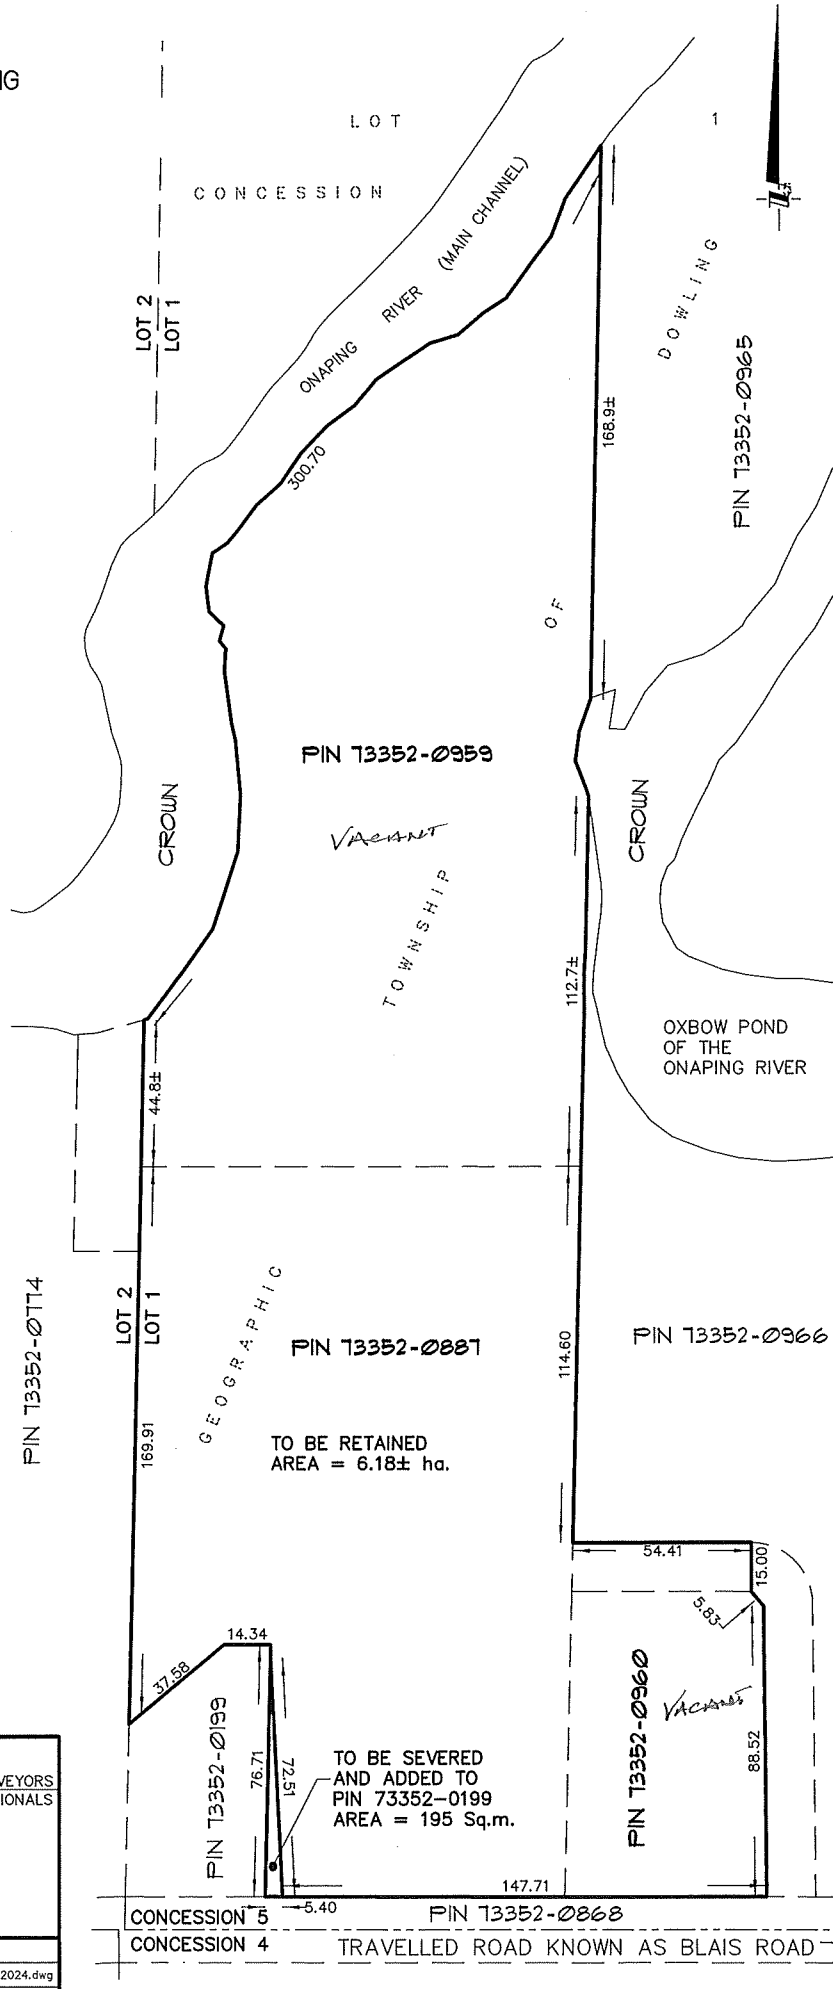 LOT
1
CONCESSION
ONAPING RIVER (MAIN CHANNEL)
DOWLING
LOT 2
LOT 1
PIN 73352-0965
168.9±
300.70
OF
PIN 73352-0959
VACANT
CROWN
CROWN
TOWNSHIP
112.7±
OXBOW POND
OF THE
ONAPING RIVER
44.8±
GEOGRAPHIC
LOT 2
LOT 1
PIN 73352-0774
PIN 73352-0887
PIN 73352-0966
114.60
169.91
TO BE RETAINED
AREA = 6.18± ha.
54.41
15.00
5.83
14.34
37.58
PIN 73352-0199
76.71
72.51
TO BE SEVERED
AND ADDED TO
PIN 73352-0199
AREA = 195 Sq.m.
PIN 73352-0960
VACANT
88.52
147.71
5.40
CONCESSION 5
PIN 73352-0868
CONCESSION 4
TRAVELLED ROAD KNOWN AS BLAIS ROAD
VEYORS
IONALS
2024.dwg